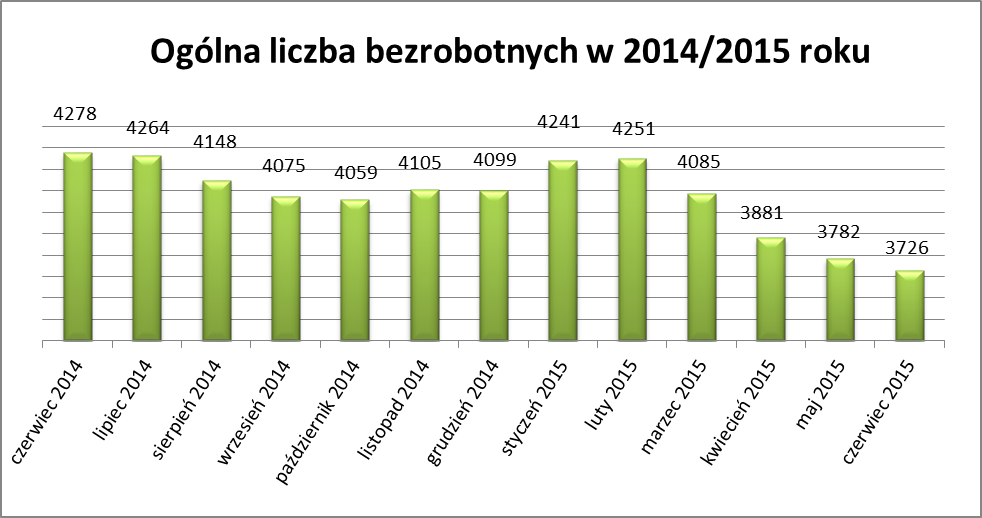 Ogólna liczba bezrobotnych w 2014/2015 roku
4278
4264
4148
4075
4059
4105
4099
4241
4251
4085
3881
3782
3726
czerwiec 2014
lipiec 2014
sierpień 2014
wrzesień 2014
październik 2014
listopad 2014
grudzień 2014
styczeń 2015
luty 2015
marzec 2015
kwiecień 2015
maj 2015
czerwiec 2015